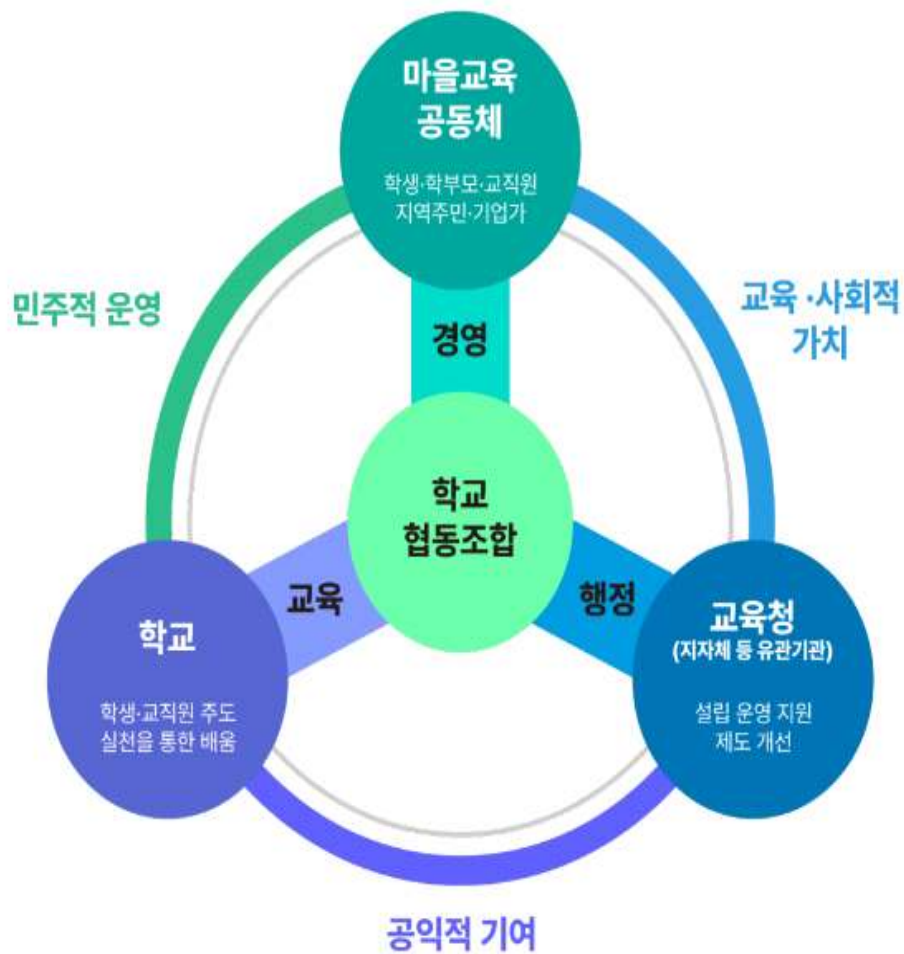 마을교육
공동체
학생·학부모·교직원
지역주민·기업가
민주적 운영
교육 ·사회적
가치
경영
학교
협동조합
교육
행정
학교
학생·교직원 주도
실천을 통한 배움
교육청
(지자체 등 유관기관)
설립 운영 지원
제도 개선
공익적 기여